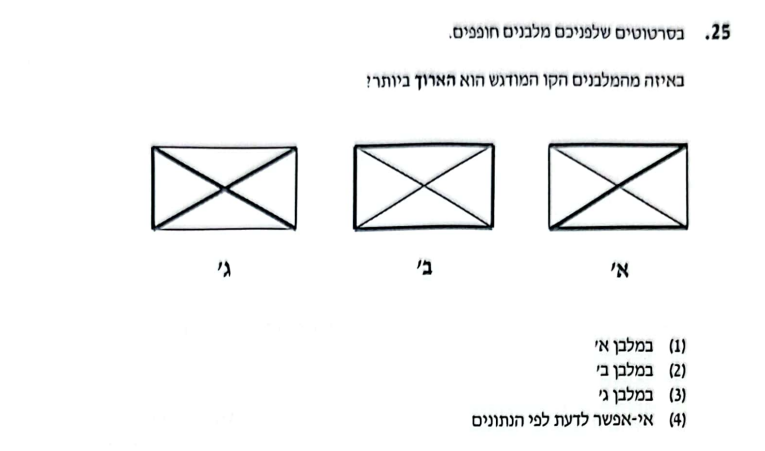 25. בסרטוטים שלפניכם מלבנים חופפים.
באיזה מהמלבנים הקו המודגש הוא הארוך ביותר?
א' ב' ג'
(1) במלבן א'
(2) במלבן ב'
(3) במלבן ג'
(4) אי-אפשר לדעת לפי הנתונים